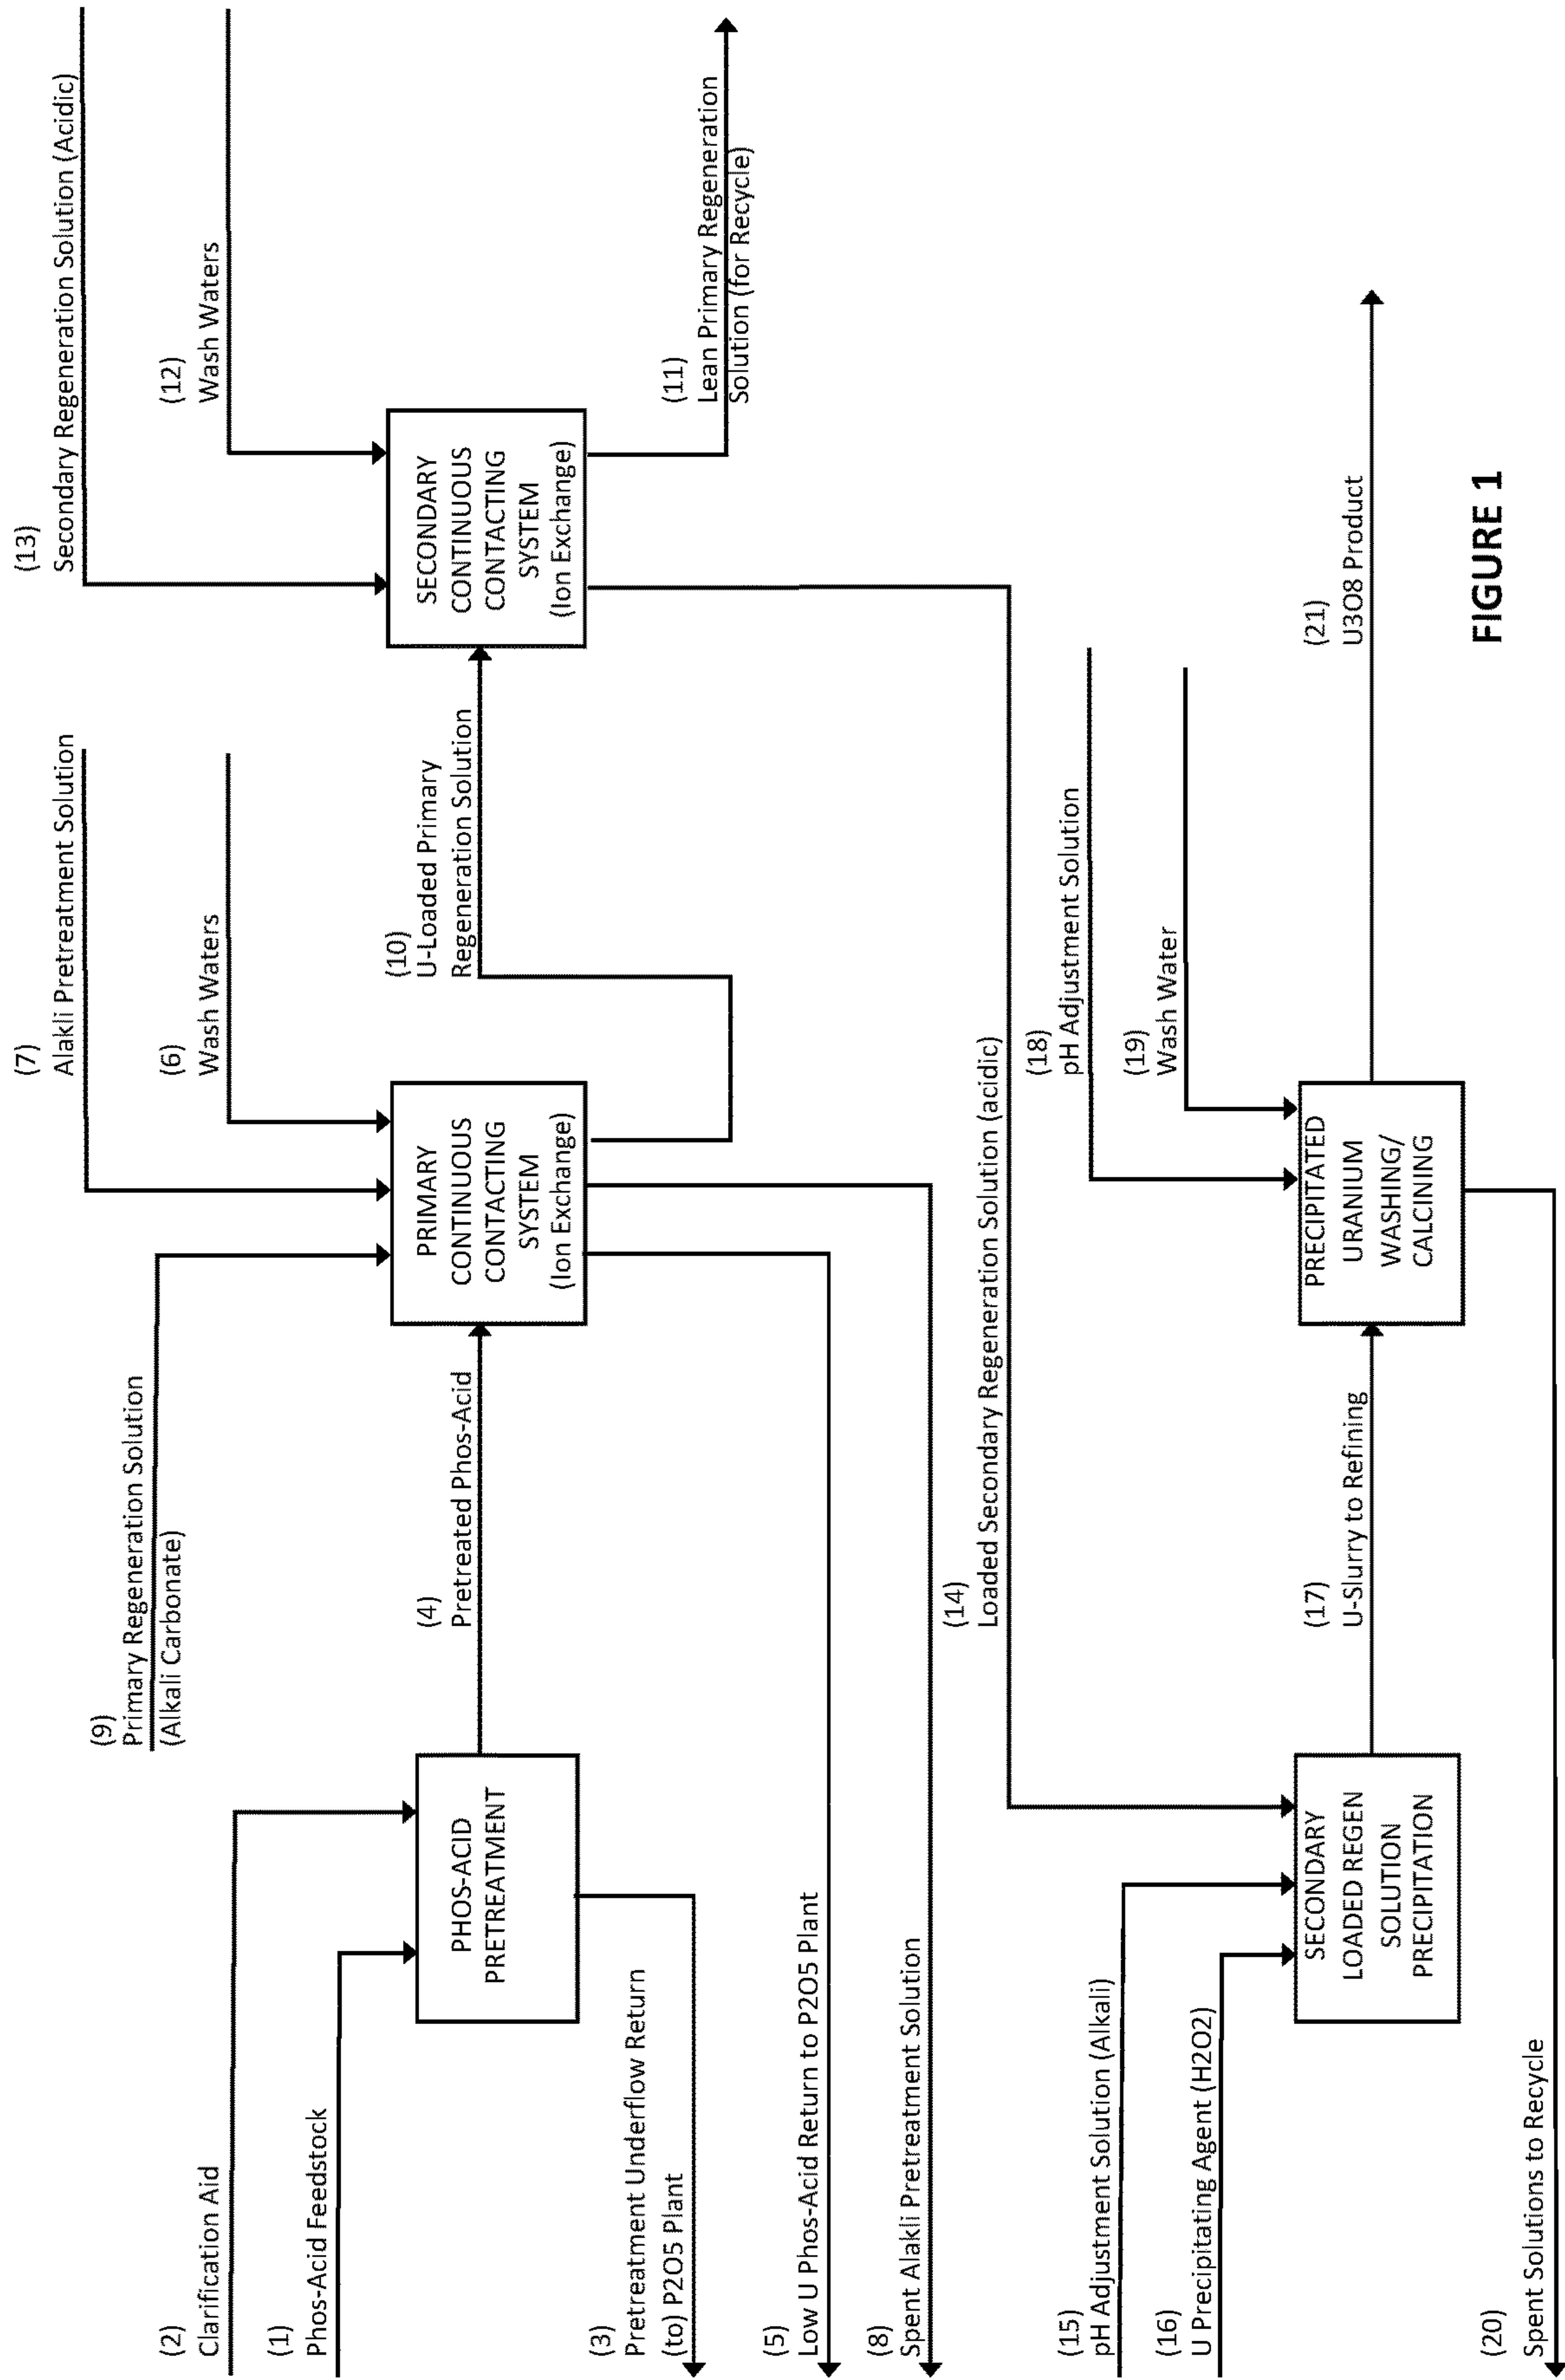 (2)
Clarification Aid
(1)
Phos-Acid Feedstock
PHOS-ACID
PRETREATMENT
(3)
Pretreatment Underflow Return
(to) P2O5 Plant
(9)
Primary Regeneration Solution
(Alkali Carbonate)
(4)
Pretreated Phos-Acid
(7)
Alakli Pretreatment Solution
(6)
Wash Waters
PRIMARY
CONTINUOUS
CONTACTING
SYSTEM
(Ion Exchange)
(5)
Low U Phos-Acid Return to P2O5 Plant
(8)
Spent Alakli Pretreatment Solution
(10)
U-Loaded Primary
Regeneration Solution
(13)
Secondary Regeneration Solution (Acidic)
(12)
Wash Waters
SECONDARY
CONTINUOUS
CONTACTING
SYSTEM
(Ion Exchange)
(11)
Lean Primary Regeneration
Solution (for Recycle)
(14)
Loaded Secondary Regeneration Solution (acidic)
(15)
pH Adjustment Solution (Alkali)
(16)
U Precipitating Agent (H2O2)
SECONDARY
LOADED REGEN
SOLUTION
PRECIPITATION
(17)
U-Slurry to Refining
(18)
pH Adjustment Solution
(19)
Wash Water
PRECIPITATED
URANIUM
WASHING/
CALCINING
(21)
U3O8 Product
(20)
Spent Solutions to Recycle
FIGURE 1